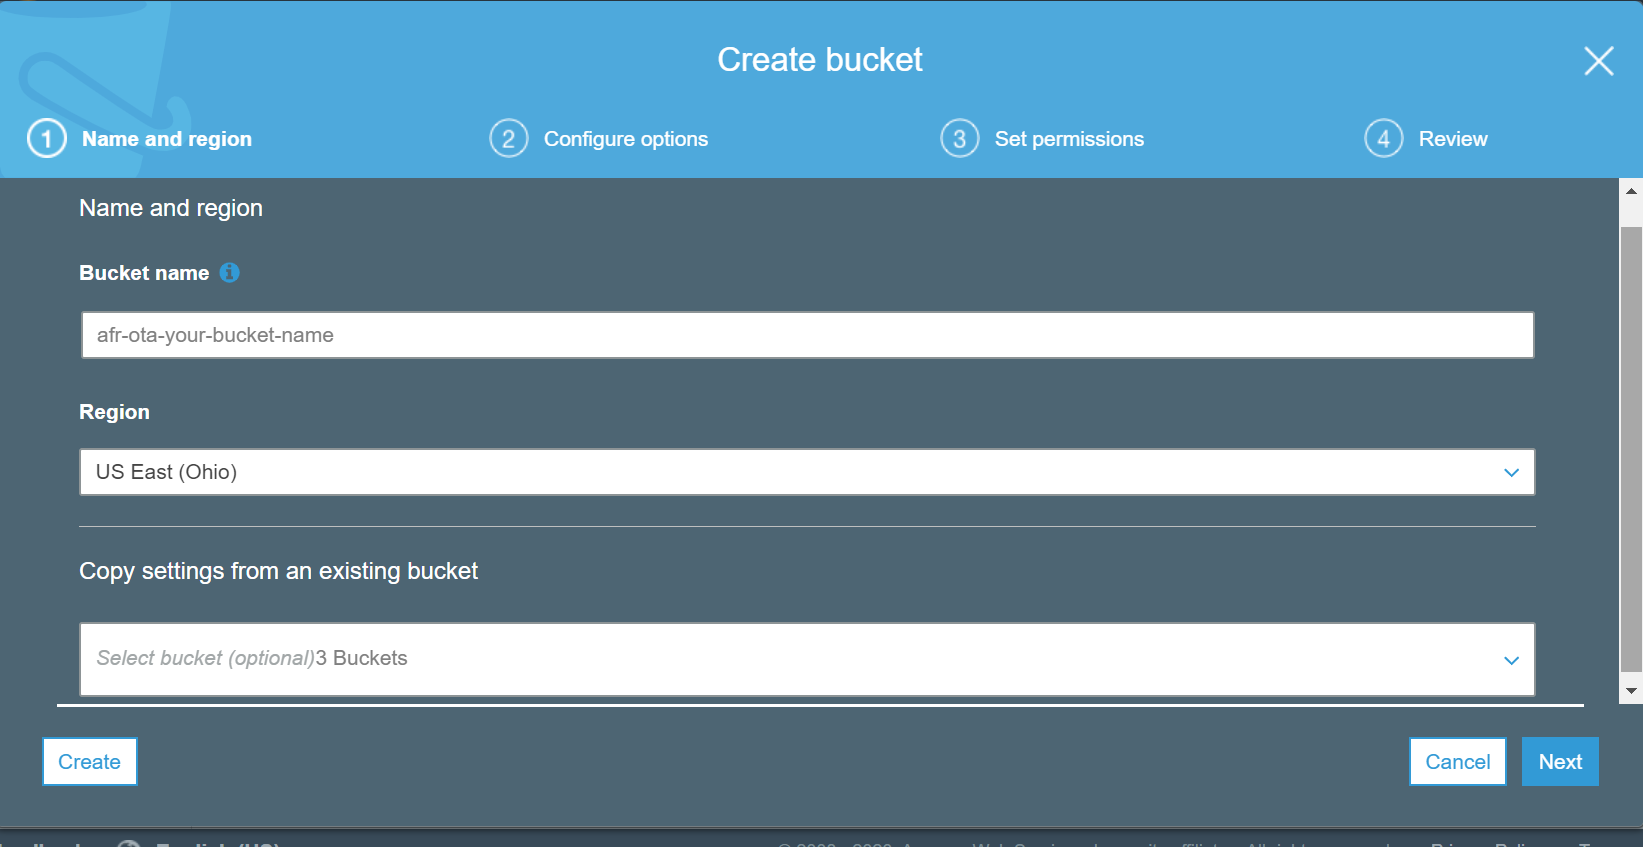 Create bucket
1 Name and region
2 Configure options
3 Set permissions
4 Review
Name and region
Bucket name
afr-ota-your-bucket-name
Region
US East (Ohio)
Copy settings from an existing bucket
Select bucket (optional)3 Buckets
Create
Cancel
Next